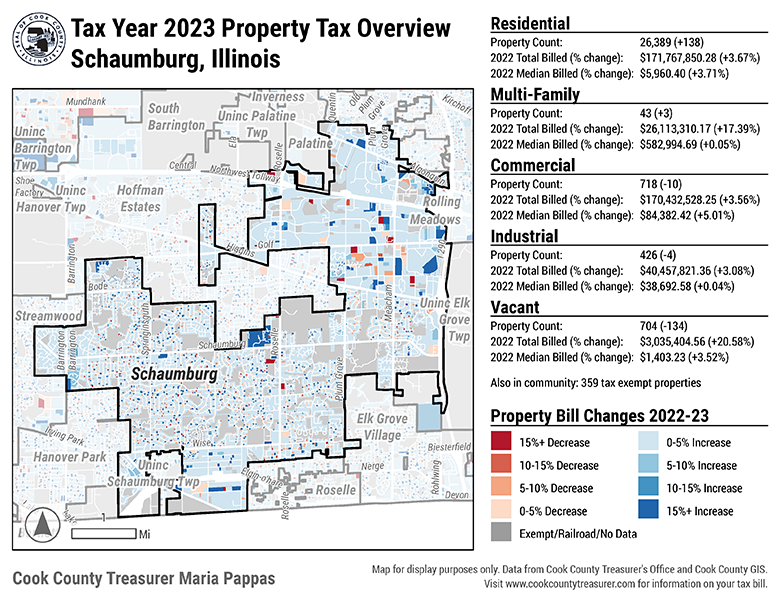 Tax Year 2023 Property Tax Overview
Schaumburg, Illinois
SEAL OF COOK COUNTY
ILLINOIS
Mundhank
South
Barrington
Inverness
Uninc Palatine
Twp
Quentin
Old
Plum
Grove
Plum
Grove
Kitchoff
Uninc
Barrington
Twp
Ela
Roselle
Palatine
Central
Northwest Tollway
Algonquin
Shoe
Factory
Uninc
Hanover Twp
Hoffman
Estates
Rolling
Meadows
Higgins
Golf
I 290
Barrington
Bode
Streamwood
Springinsguth
Meacham
Uninc Elk
Grove
Twp
Barrington
Barrington
Schaumburg
Roselle
Schaumburg
Plum Grove
Elk Grove
Village
Irving Park
Hanover Park
Wise
Biesterfield
Uninc
Schaumburg Twp
Elgin-o'hare
Nerge
Rohlwing
Roselle
Roselle
Devon
1
Mi
Residential
Property Count: 26,389 (+138)
2022 Total Billed (% change): $171,767,850.28 (+3.67%)
2022 Median Billed (% change): $5,960.40 (+3.71%)
Multi-Family
Property Count: 43 (+3)
2022 Total Billed (% change): $26,113,310.17 (+17.39%)
2022 Median Billed (% change): $582,994.69 (+0.05%)
Commercial
Property Count: 718 (-10)
2022 Total Billed (% change): $170,432,528.25 (+3.56%)
2022 Median Billed (% change): $84,382.42 (+5.01%)
Industrial
Property Count: 426 (-4)
2022 Total Billed (% change): $40,457,821.36 (+3.08%)
2022 Median Billed (% change): $38,692.58 (+0.04%)
Vacant
Property Count: 704 (-134)
2022 Total Billed (% change): $3,035,404.56 (+20.58%)
2022 Median Billed (% change): $1,403.23 (+3.52%)
Also in community: 359 tax exempt properties
Property Bill Changes 2022-23
15%+ Decrease
10-15% Decrease
5-10% Decrease
0-5% Decrease
Exempt/Railroad/No Data
0-5% Increase
5-10% Increase
10-15% Increase
15%+ Increase
Cook County Treasurer Maria Pappas
Map for display purposes only. Data from Cook County Treasurer's Office and Cook County GIS.
Visit www.cookcountytreasurer.com for information on your tax bill.